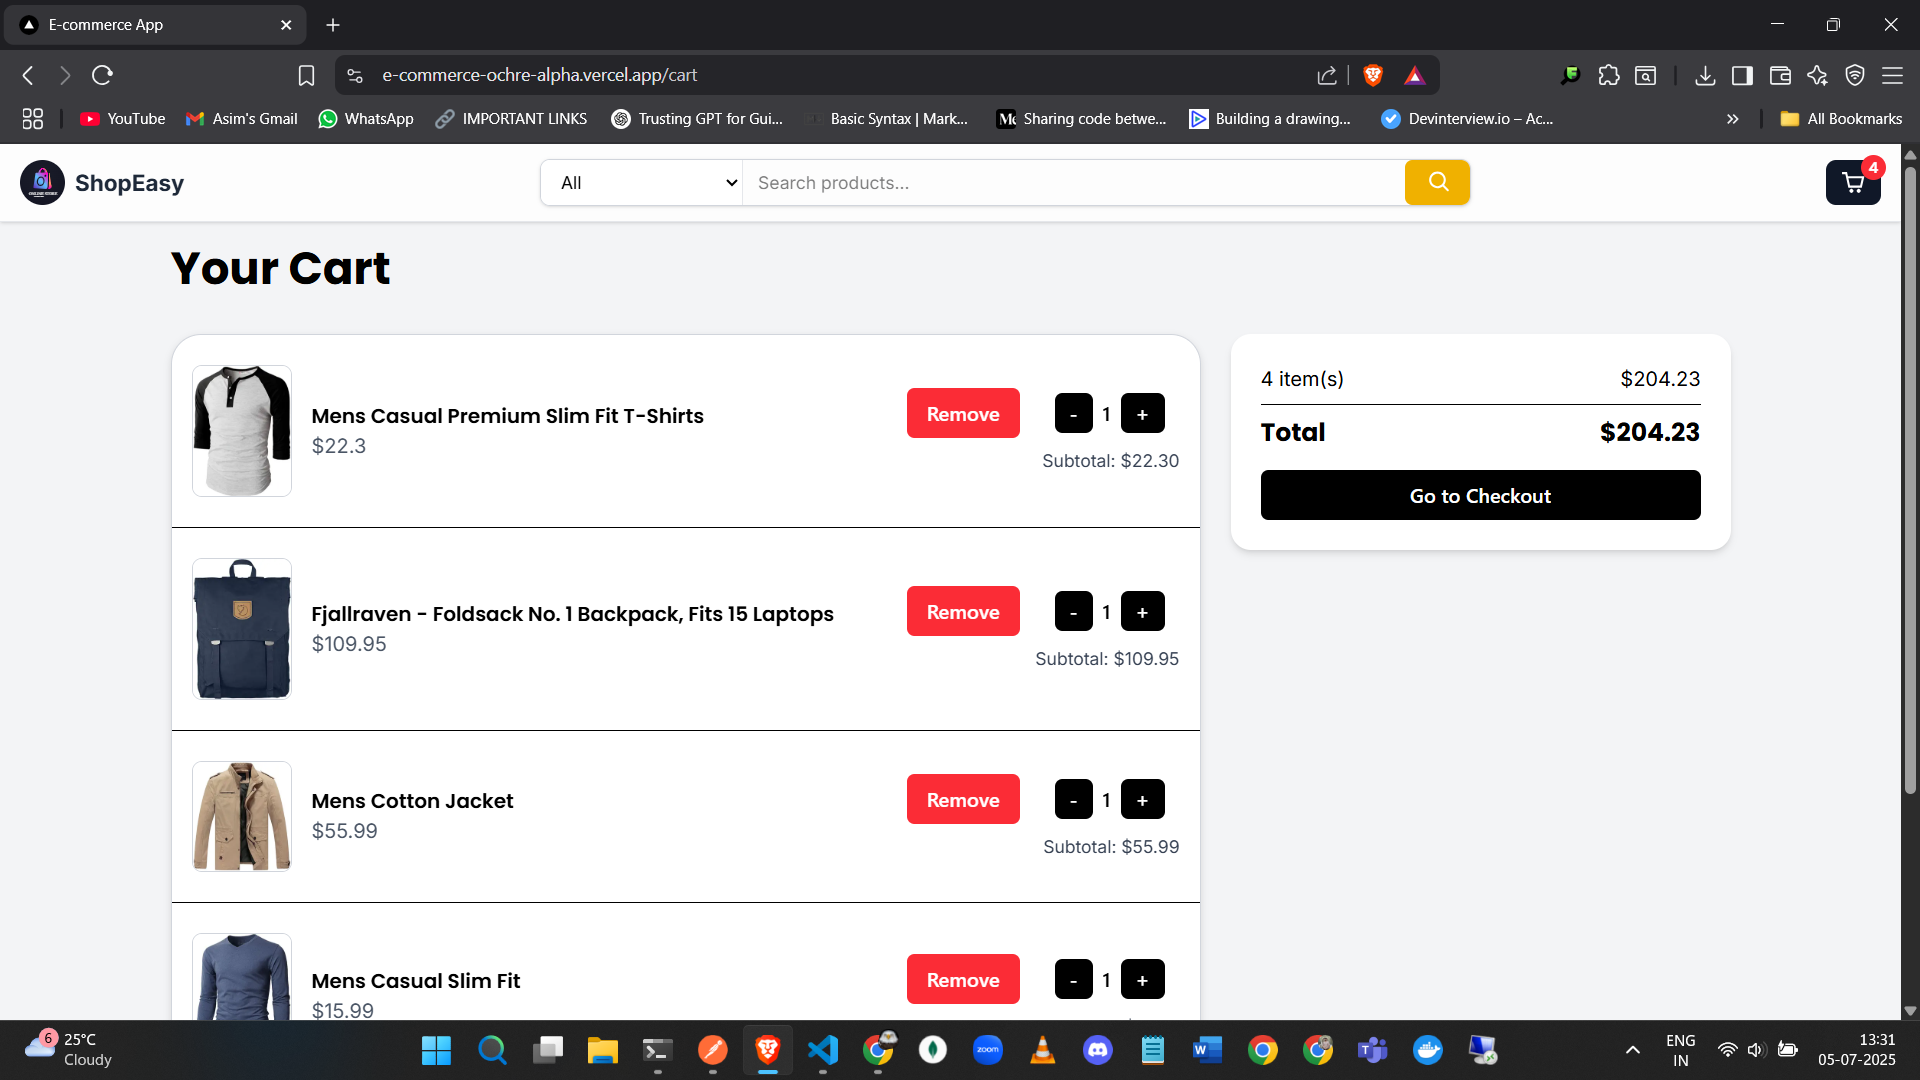 E-commerce App
e-commerce-ochre-alpha.vercel.app/cart
YouTube
Asim's Gmail
WhatsApp
IMPORTANT LINKS
Trusting GPT for Gui...
Basic Syntax | Mark...
Sharing code betwe...
Building a drawing...
Devinterview.io – Ac...
All Bookmarks
ShopEasy
All
Search products...
4
Your Cart
Mens Casual Premium Slim Fit T-Shirts
$22.3
Remove
- 1 +
Subtotal: $22.30
Fjallraven - Foldsack No. 1 Backpack, Fits 15 Laptops
$109.95
Remove
- 1 +
Subtotal: $109.95
Mens Cotton Jacket
$55.99
Remove
- 1 +
Subtotal: $55.99
Mens Casual Slim Fit
$15.99
Remove
- 1 +
4 item(s) $204.23
Total $204.23
Go to Checkout
6
25°C
Cloudy
zoom
ENG
IN
13:31
05-07-2025